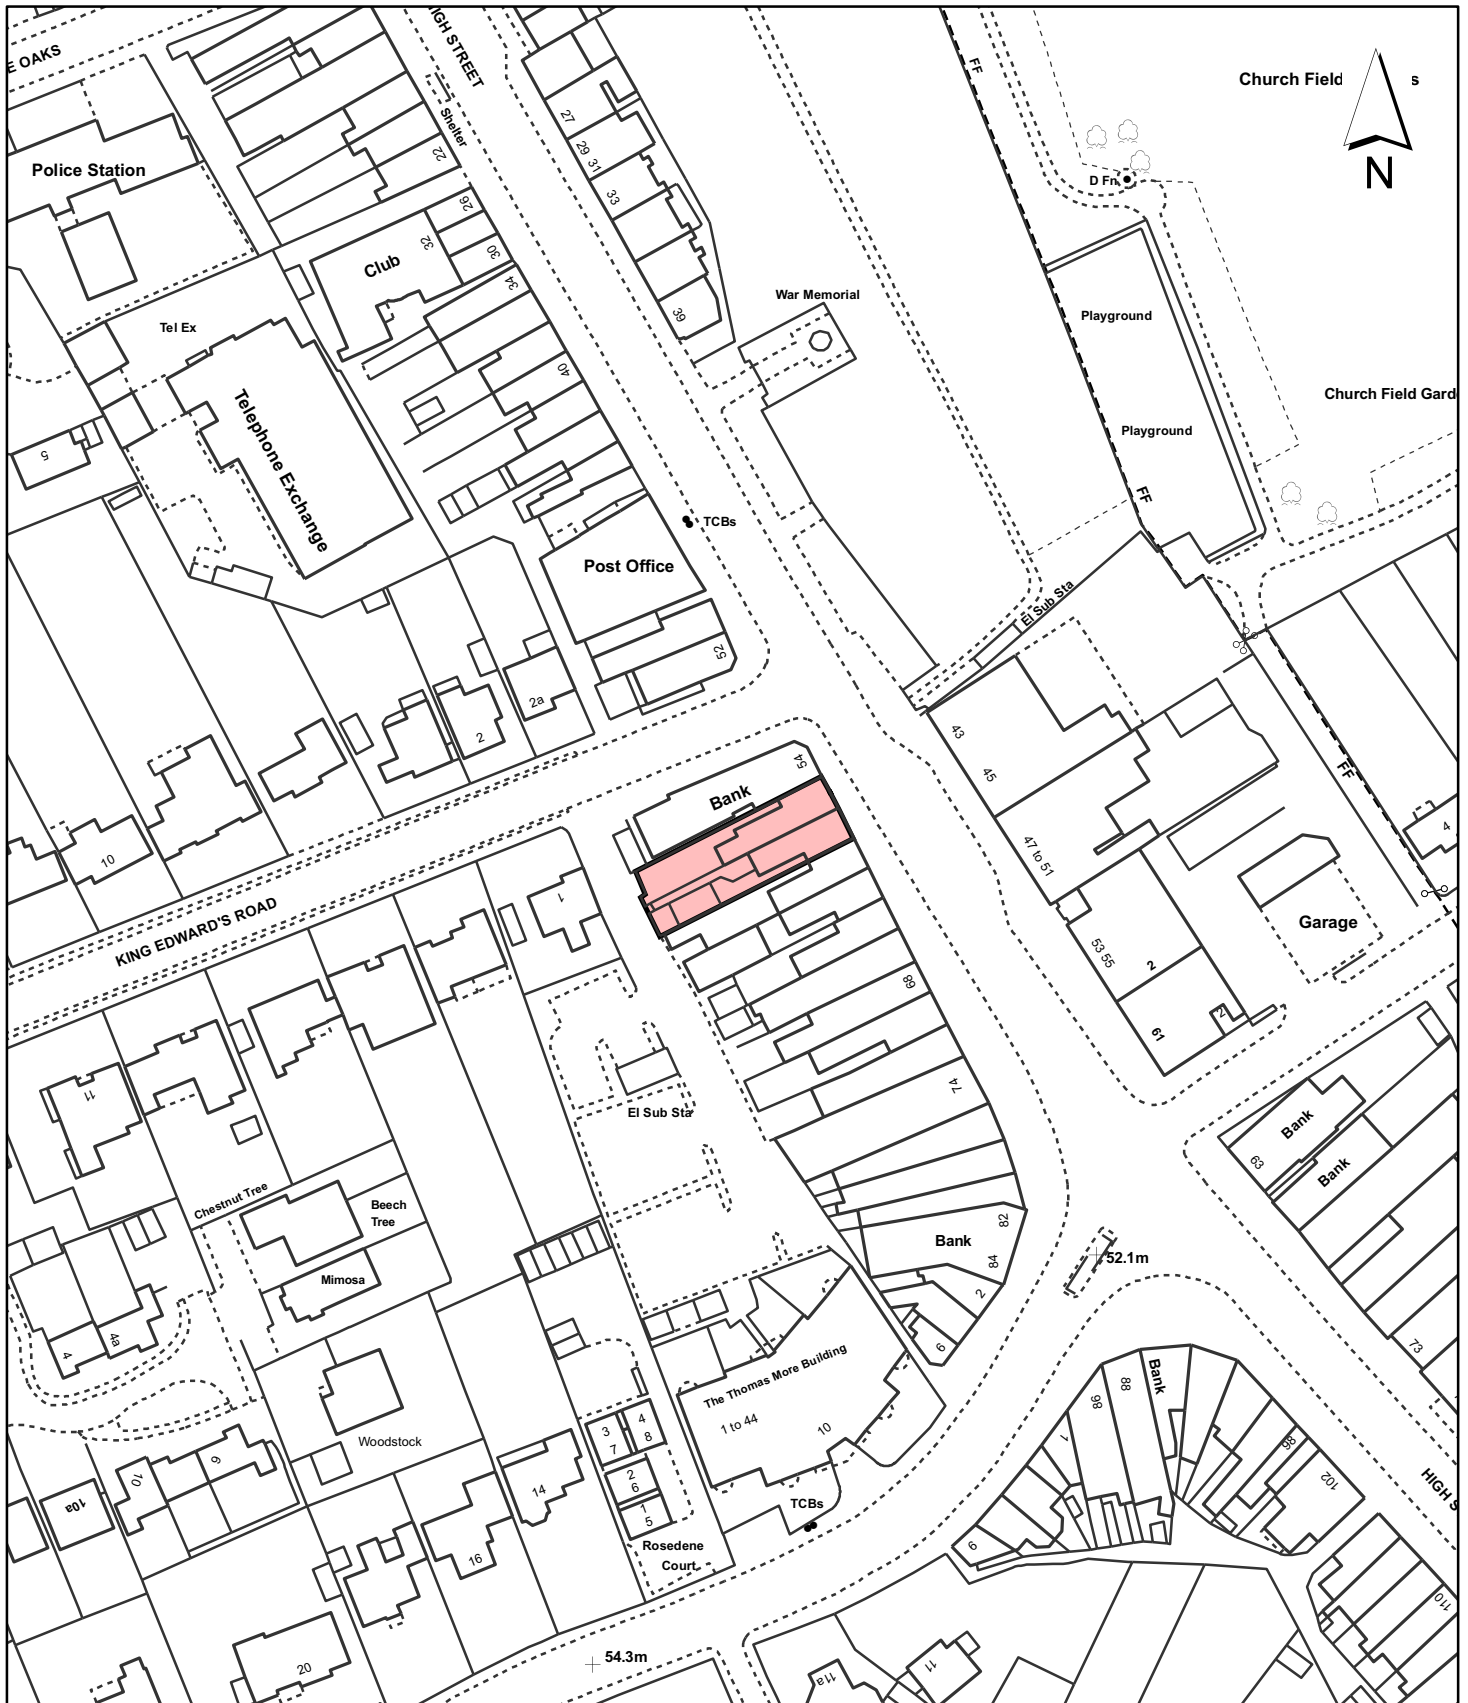 E OAKS
HIGH STREET
FF
Church Field
s
N
Police Station
Shelter
27
29
31
33
22
26
32
30
34
Club
39
D Fn
War Memorial
Playground
Tel Ex
40
Church Field Gard
Playground
Telephone Exchange
5
FF
TCBs
Post Office
El Sub Sta
52
2a
2
43
45
54
Bank
FF
4
10
47 to 51
1
KING EDWARD'S ROAD
Garage
53 55
2
68
2
61
11
74
El Sub Sta
Bank
63
Bank
Chestnut Tree
Beech
Tree
82
Bank
84
52.1m
Mimosa
2
4
4a
6
73
The Thomas More Building
1 to 44
10
Bank
88
86
1
96
102
Woodstock
3
7
4
8
2
6
1
5
9
10
10a
14
16
TCBs
HIGH S
Rosedene
Court
6
110
20
54.3m
11a
11